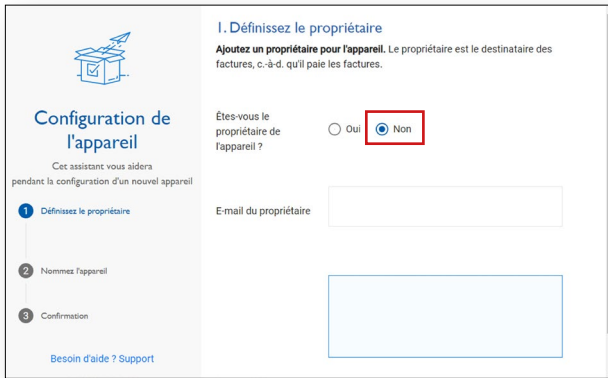 Configuration de
l'appareil
Cet assistant vous aidera
pendant la configuration d'un nouvel appareil
1 Définissez le propriétaire
2 Nommez l'appareil
3 Confirmation
Besoin d'aide ? Support
1. Définissez le propriétaire
Ajoutez un propriétaire pour l'appareil. Le propriétaire est le destinataire des
factures, c.-à-d. qu'il paie les factures.
Êtes-vous le
propriétaire de
l'appareil ?
Oui Non
E-mail du propriétaire